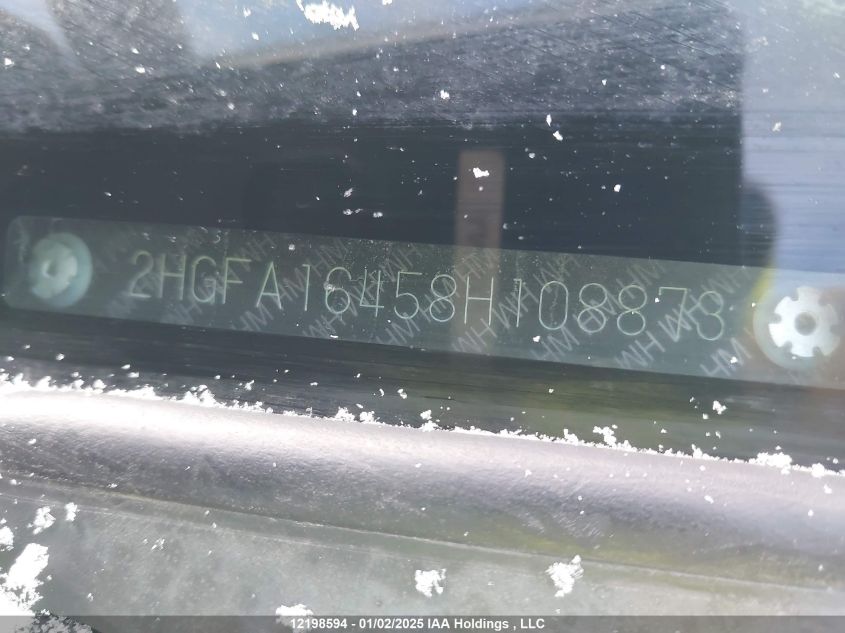 2HGFA16458H108873
12198594 - 01/02/2025 IAA Holdings , LLC